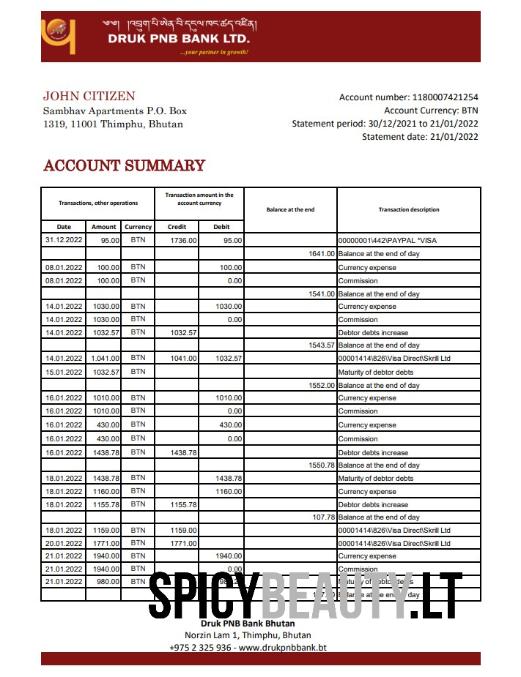 འབྲུག་པི་ཨེན་བི་དངུལ་ཁང་ཚད་འཛིན།
DRUK PNB BANK LTD.
...your partner in growth!
JOHN CITIZEN
Sambhav Apartments P.O. Box
1319, 11001 Thimphu, Bhutan
Account number: 1180007421254
Account Currency: BTN
Statement period: 30/12/2021 to 21/01/2022
Statement date: 21/01/2022
ACCOUNT SUMMARY
Transactions, other operations Transaction amount in the account currency Balance at the end Transaction description
Date Amount Currency Credit Debit
31.12.2022 95.00 BTN 1736.00 95.00 00000001\442\PAYPAL *VISA
1641.00 Balance at the end of day
08.01.2022 100.00 BTN 100.00 Currency expense
08.01.2022 100.00 BTN 0.00 Commission
1541.00 Balance at the end of day
14.01.2022 1030.00 BTN 1030.00 Currency expense
14.01.2022 1030.00 BTN 0.00 Commission
14.01.2022 1032.57 BTN 1032.57 Debtor debts increase
1543.57 Balance at the end of day
14.01.2022 1,041.00 BTN 1041.00 1032.57 00001414\826\Visa Direct\Skrill Ltd
15.01.2022 1032.57 BTN Maturity of debtor debts
1552.00 Balance at the end of day
16.01.2022 1010.00 BTN 1010.00 Currency expense
16.01.2022 1010.00 BTN 0.00 Commission
16.01.2022 430.00 BTN 430.00 Currency expense
16.01.2022 430.00 BTN 0.00 Commission
16.01.2022 1438.78 BTN 1438.78 Debtor debts increase
1550.78 Balance at the end of day
18.01.2022 1438.78 BTN 1438.78 Maturity of debtor debts
18.01.2022 1160.00 BTN 1160.00 Currency expense
18.01.2022 1155.78 BTN 1155.78 Debtor debts increase
107.78 Balance at the end of day
18.01.2022 1159.00 BTN 1159.00 00001414\826\Visa Direct\Skrill Ltd
20.01.2022 1771.00 BTN 1771.00 00001414\826\Visa Direct\Skrill Ltd
21.01.2022 1940.00 BTN 1940.00 Currency expense
21.01.2022 1940.00 BTN 0.00 Commission
21.01.2022 980.00 BTN Maturity of debtor debts
Balance at the end of day
SPICYBEAUTY.LT
Druk PNB Bank Bhutan
Norzin Lam 1, Thimphu, Bhutan
+975 2 325 936 - www.drukpnbbank.bt